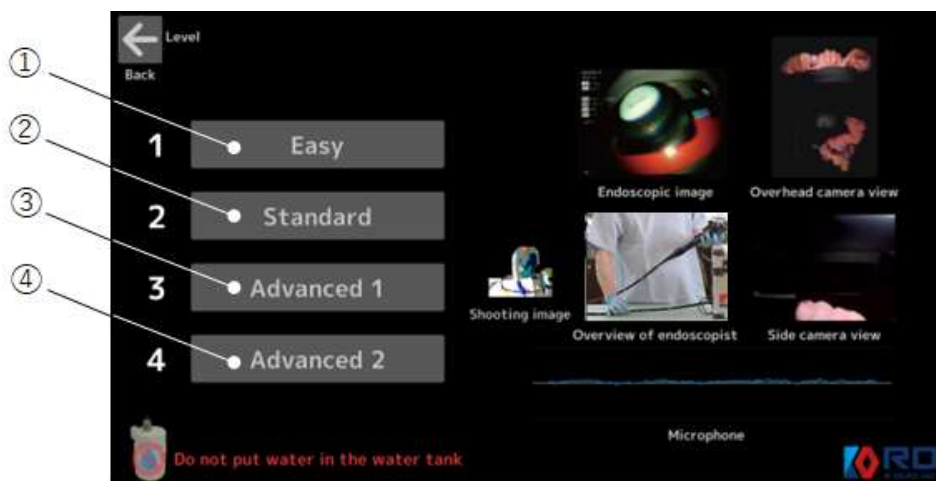 Level
Back
①
②
③
④
1 Easy
2 Standard
3 Advanced 1
4 Advanced 2
Endoscopic image
Overhead camera view
Shooting image
Overview of endoscopist
Side camera view
Microphone
Do not put water in the water tank
RO